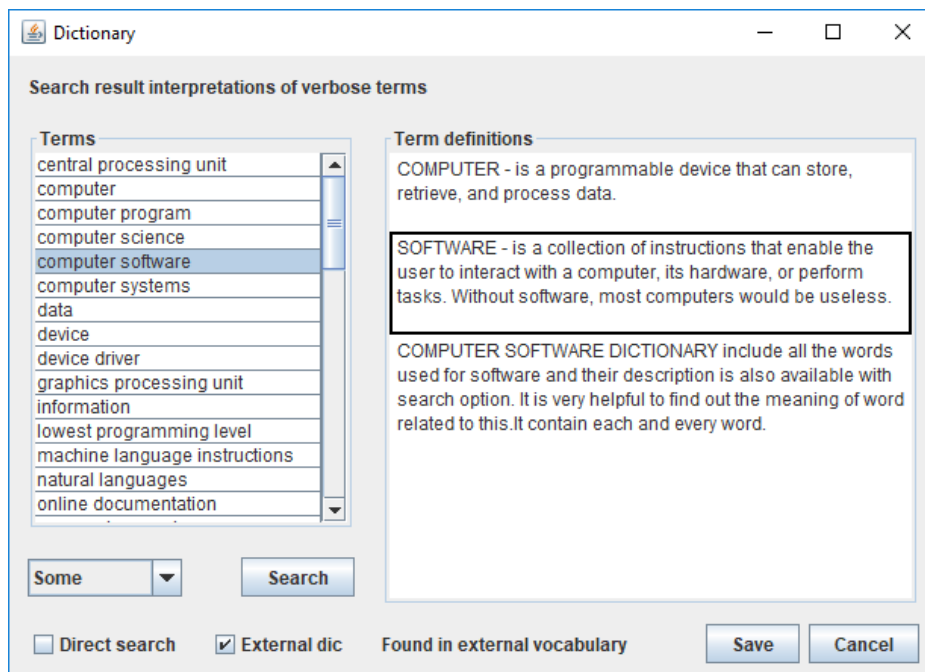 Dictionary
Search result interpretations of verbose terms
Terms
central processing unit
computer
computer program
computer science
computer software
computer systems
data
device
device driver
graphics processing unit
information
lowest programming level
machine language instructions
natural languages
online documentation
Term definitions
COMPUTER - is a programmable device that can store,
retrieve, and process data.
SOFTWARE - is a collection of instructions that enable the
user to interact with a computer, its hardware, or perform
tasks. Without software, most computers would be useless.
COMPUTER SOFTWARE DICTIONARY include all the words
used for software and their description is also available with
search option. It is very helpful to find out the meaning of word
related to this.It contain each and every word.
Some
Search
Direct search
External dic
Found in external vocabulary
Save
Cancel